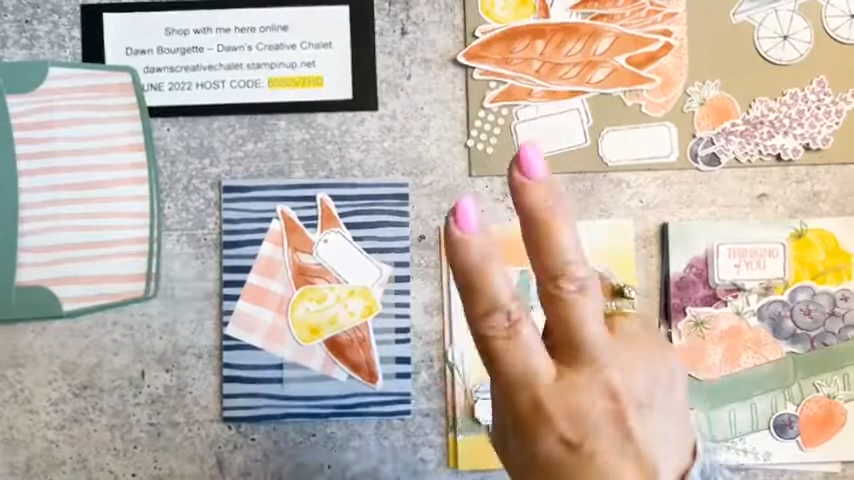 Shop with me here online
Dawn Bourgette – Dawn's Creative Chalet
dawnscreativechalet.stampinup.net
UNE 2022 HOST CODE:
THINKING
of YOU